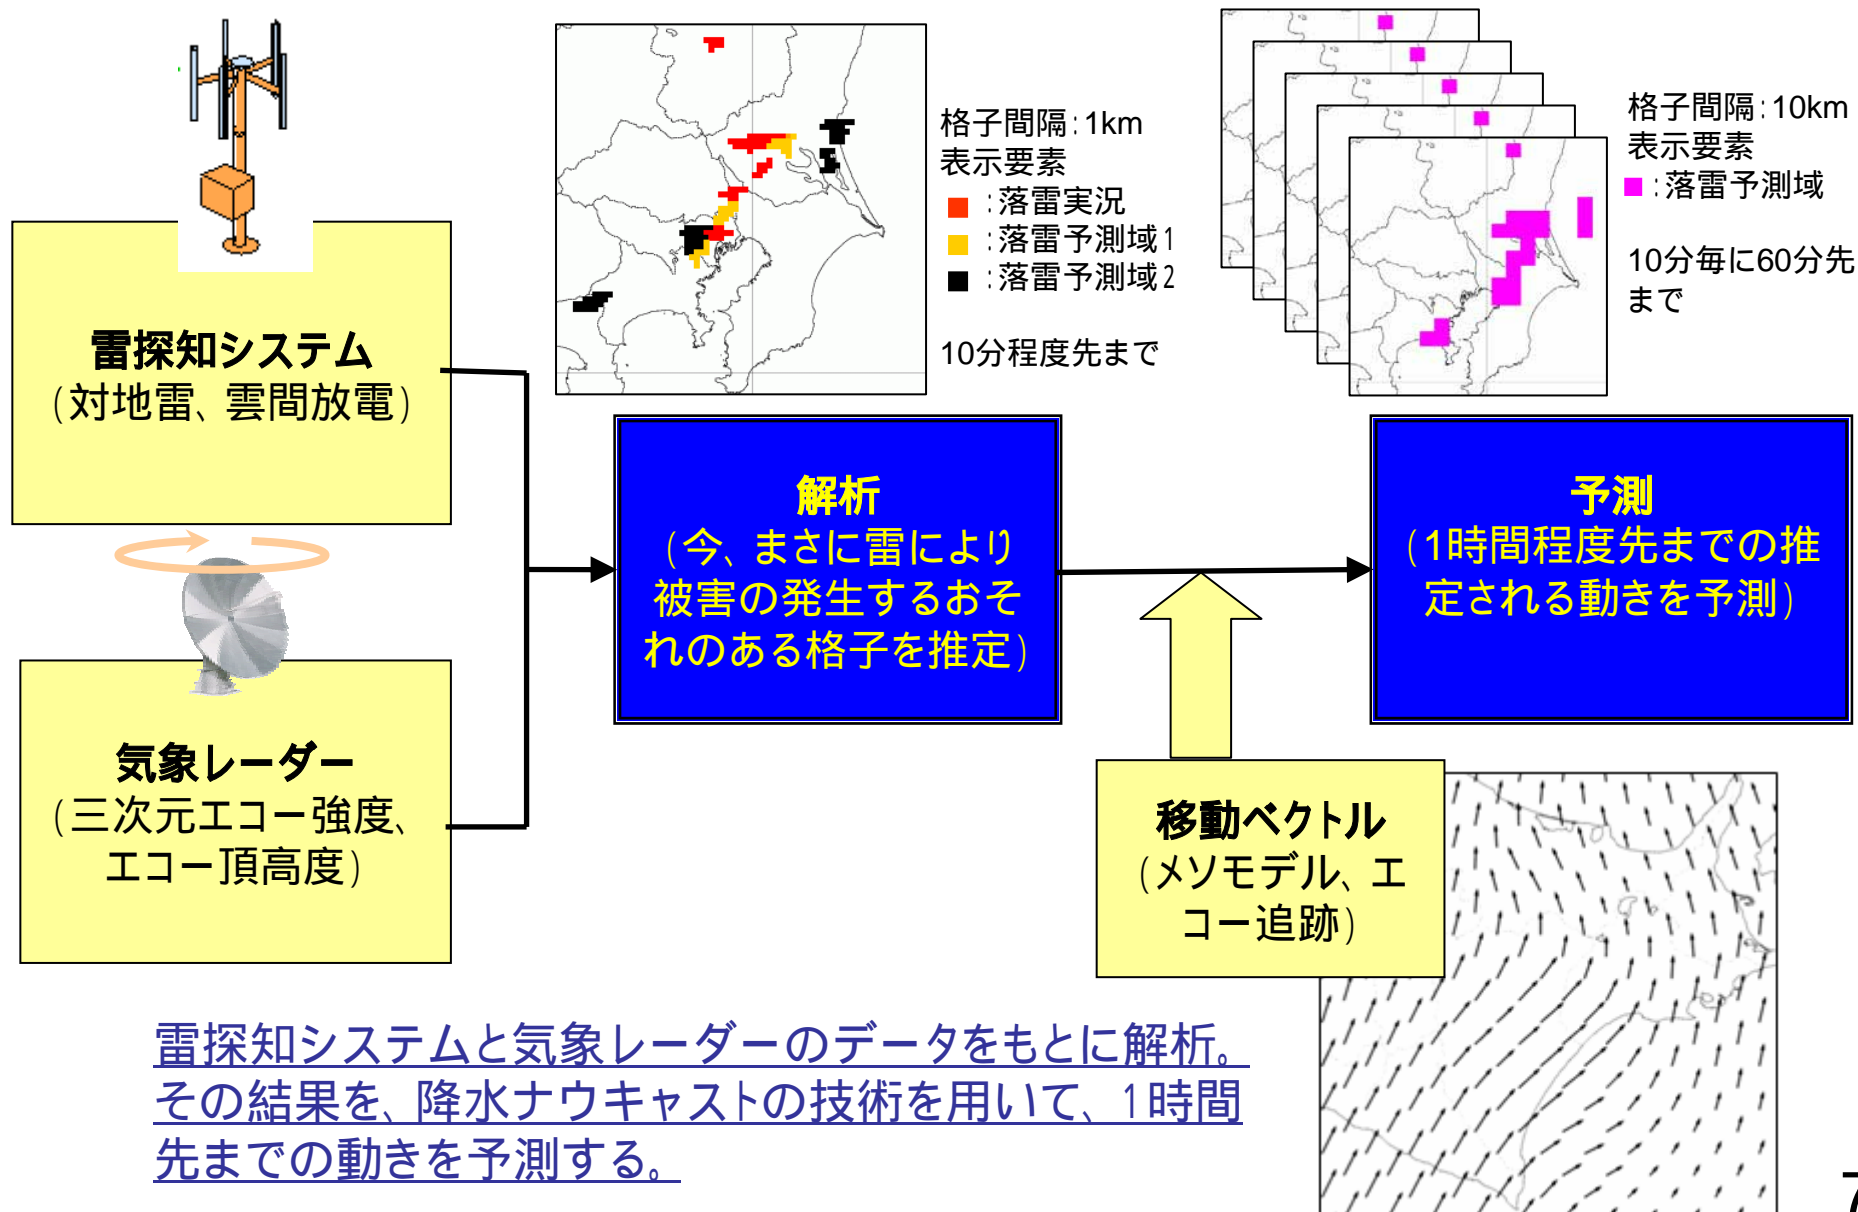 格子間隔：1km
表示要素
：落雷実況
：落雷予測域1
：落雷予測域2
10分程度先まで
格子間隔：10km
表示要素
：落雷予測域
10分毎に60分先
まで
雷探知システム
（対地雷、雲間放電）
解析
（今、まさに雷により
被害の発生するおそ
れのある格子を推定）
予測
（1時間程度先までの推
定される動きを予測）
気象レーダー
（三次元エコー強度、
エコー頂高度）
移動ベクトル
（メソモデル、エ
コー追跡）
雷探知システムと気象レーダーのデータをもとに解析。
その結果を、降水ナウキャストの技術を用いて、1時間
先までの動きを予測する。
7